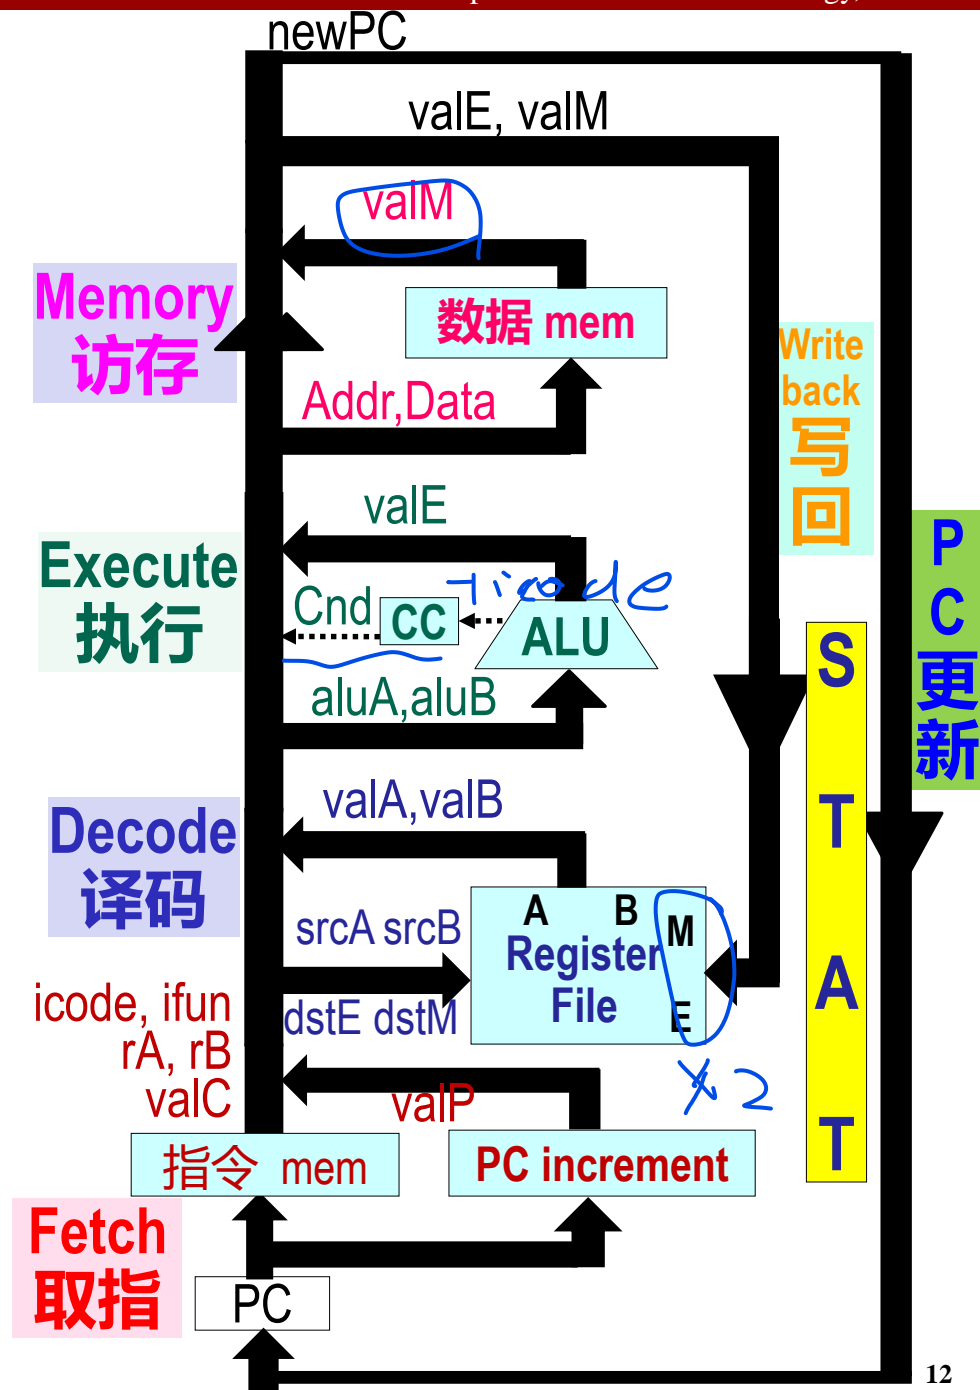 newPC
valE, valM
valM
Memory
访存
数据 mem
Write
back
写
回
Addr,Data
valE
Execute
执行
Cnd
CC
+icode
ALU
aluA,aluB
P
C
更
新
S
T
A
T
valA,valB
Decode
译码
A B
M
srcA srcB
Register
File
E
dstE dstM
icode, ifun
rA, rB
valC
valP
×2
指令 mem
PC increment
Fetch
取指
PC
12